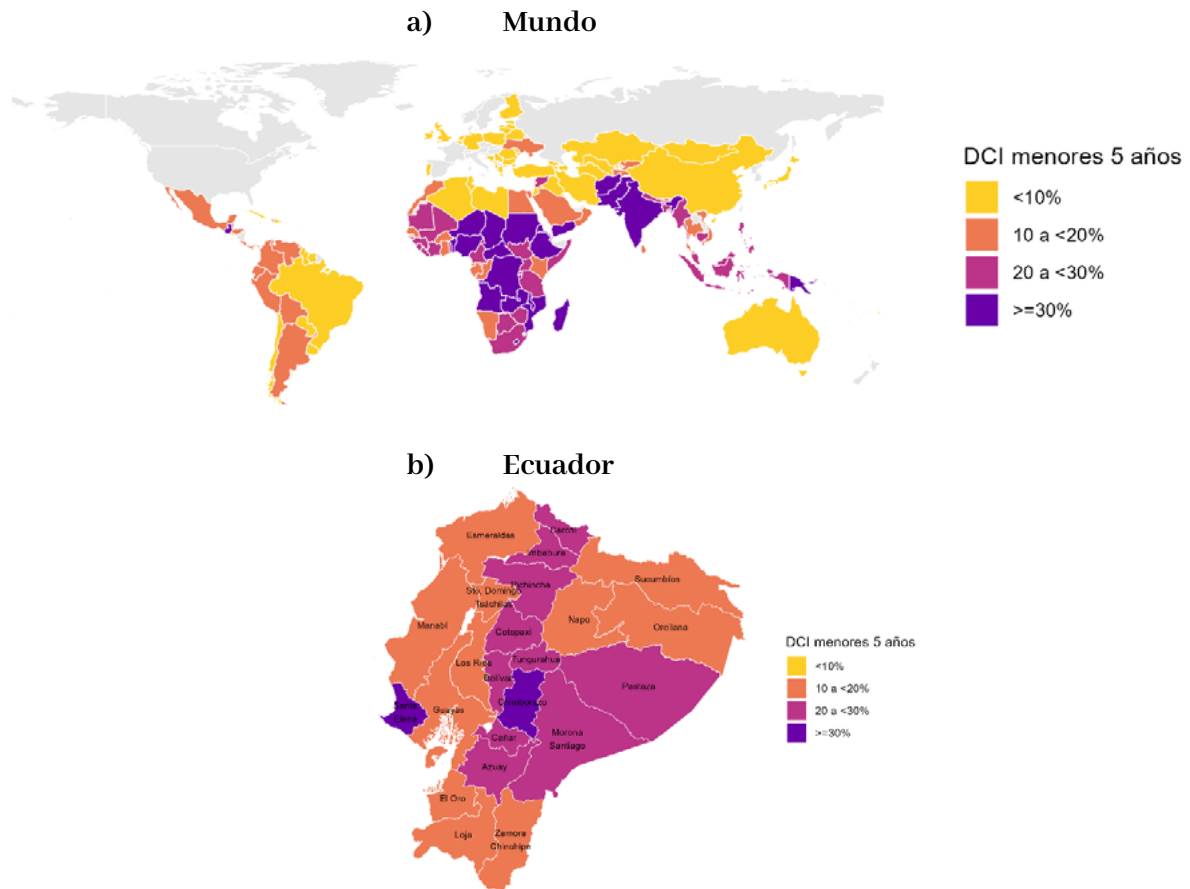 a) Mundo
DCI menores 5 años
<10%
10 a <20%
20 a <30%
>=30%
b) Ecuador
Carchi
Esmeraldas
Imbabura
Pichincha
Sucumbíos
Sto. Domingo
Tsáchilas
Napo
Orellana
Manabí
Cotopaxi
Los Ríos
Tungurahua
Bolívar
Pastaza
Chimborazo
Santa
Elena
Guayas
Morona
Santiago
Cañar
Azuay
El Oro
Loja
Zamora
Chinchipe
DCI menores 5 años
<10%
10 a <20%
20 a <30%
>=30%